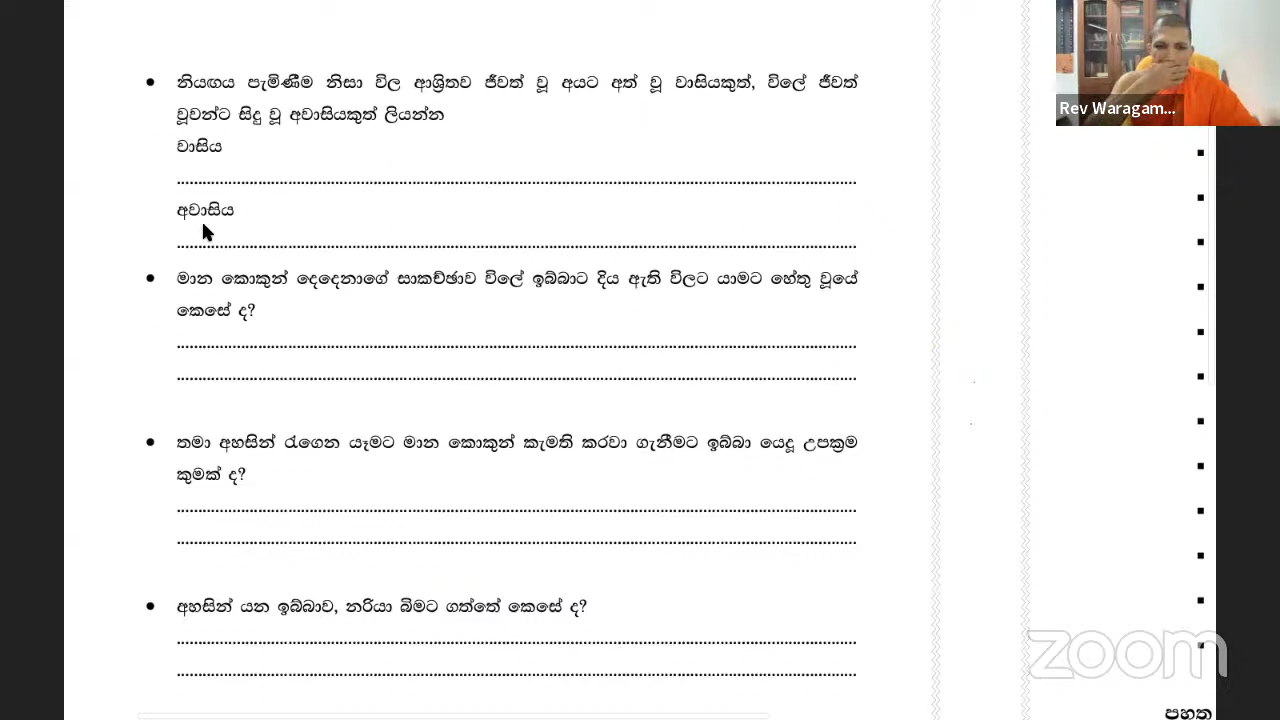 • නියඟය පැමිණීම නිසා විල ආශ්‍රිතව ජීවත් වූ අයට අත් වූ වාසියකුත්, විලේ ජීවත්
වූවන්ට සිදු වූ අවාසියකුත් ලියන්න
වාසිය
අවාසිය
• මාන කොකුන් දෙදෙනාගේ සාකච්ඡාව විලේ ඉබ්බාට දිය ඇති විලට යාමට හේතු වූයේ
කෙසේ ද?
• තමා අහසින් රැගෙන යෑමට මාන කොකුන් කැමති කරවා ගැනීමට ඉබ්බා යෙදූ උපක්‍රම
කුමක් ද?
• අහසින් යන ඉබ්බාව, නරියා බිමට ගත්තේ කෙසේ ද?
Rev Waragam...
zoom
පහත